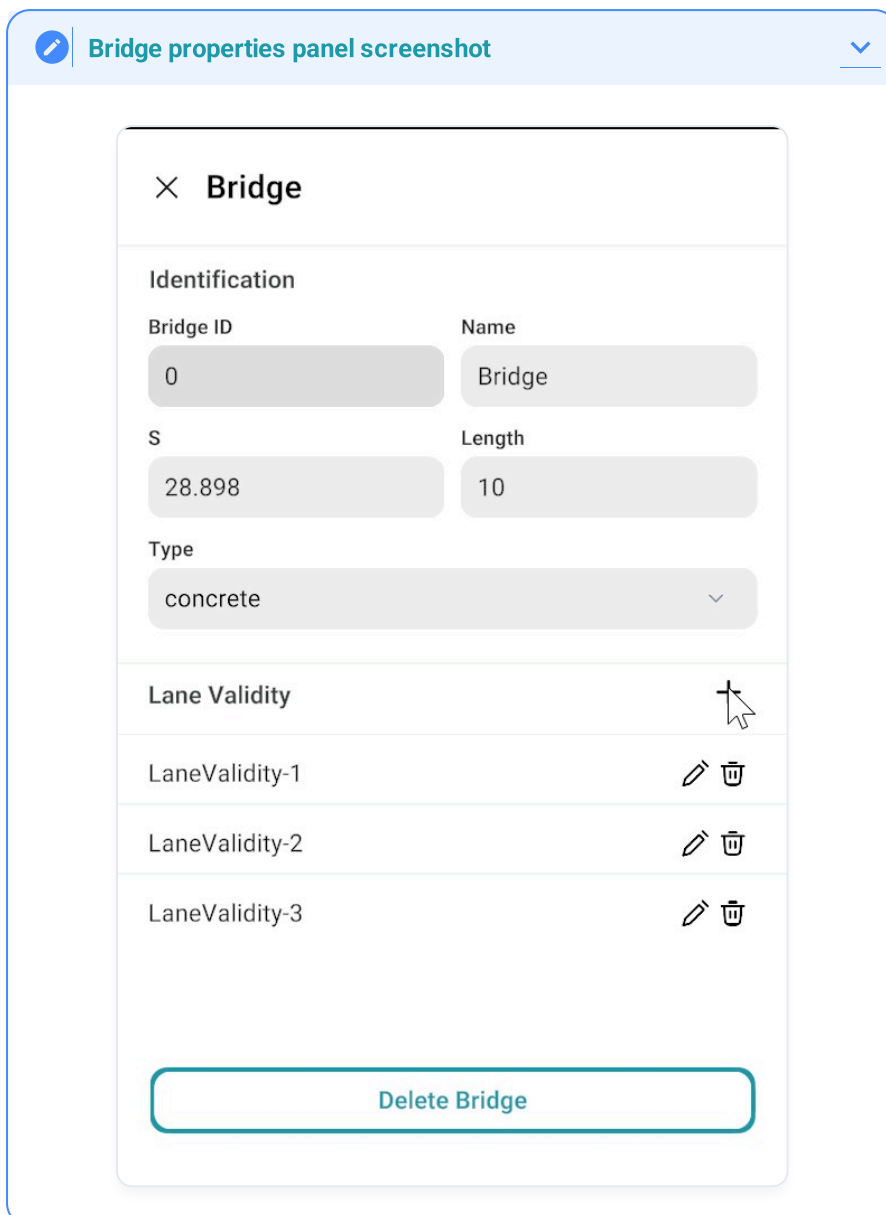 Bridge properties panel screenshot
Bridge
Identification
Bridge ID Name
0 Bridge
S Length
28.898 10
Type
concrete
Lane Validity
LaneValidity-1
LaneValidity-2
LaneValidity-3
Delete Bridge